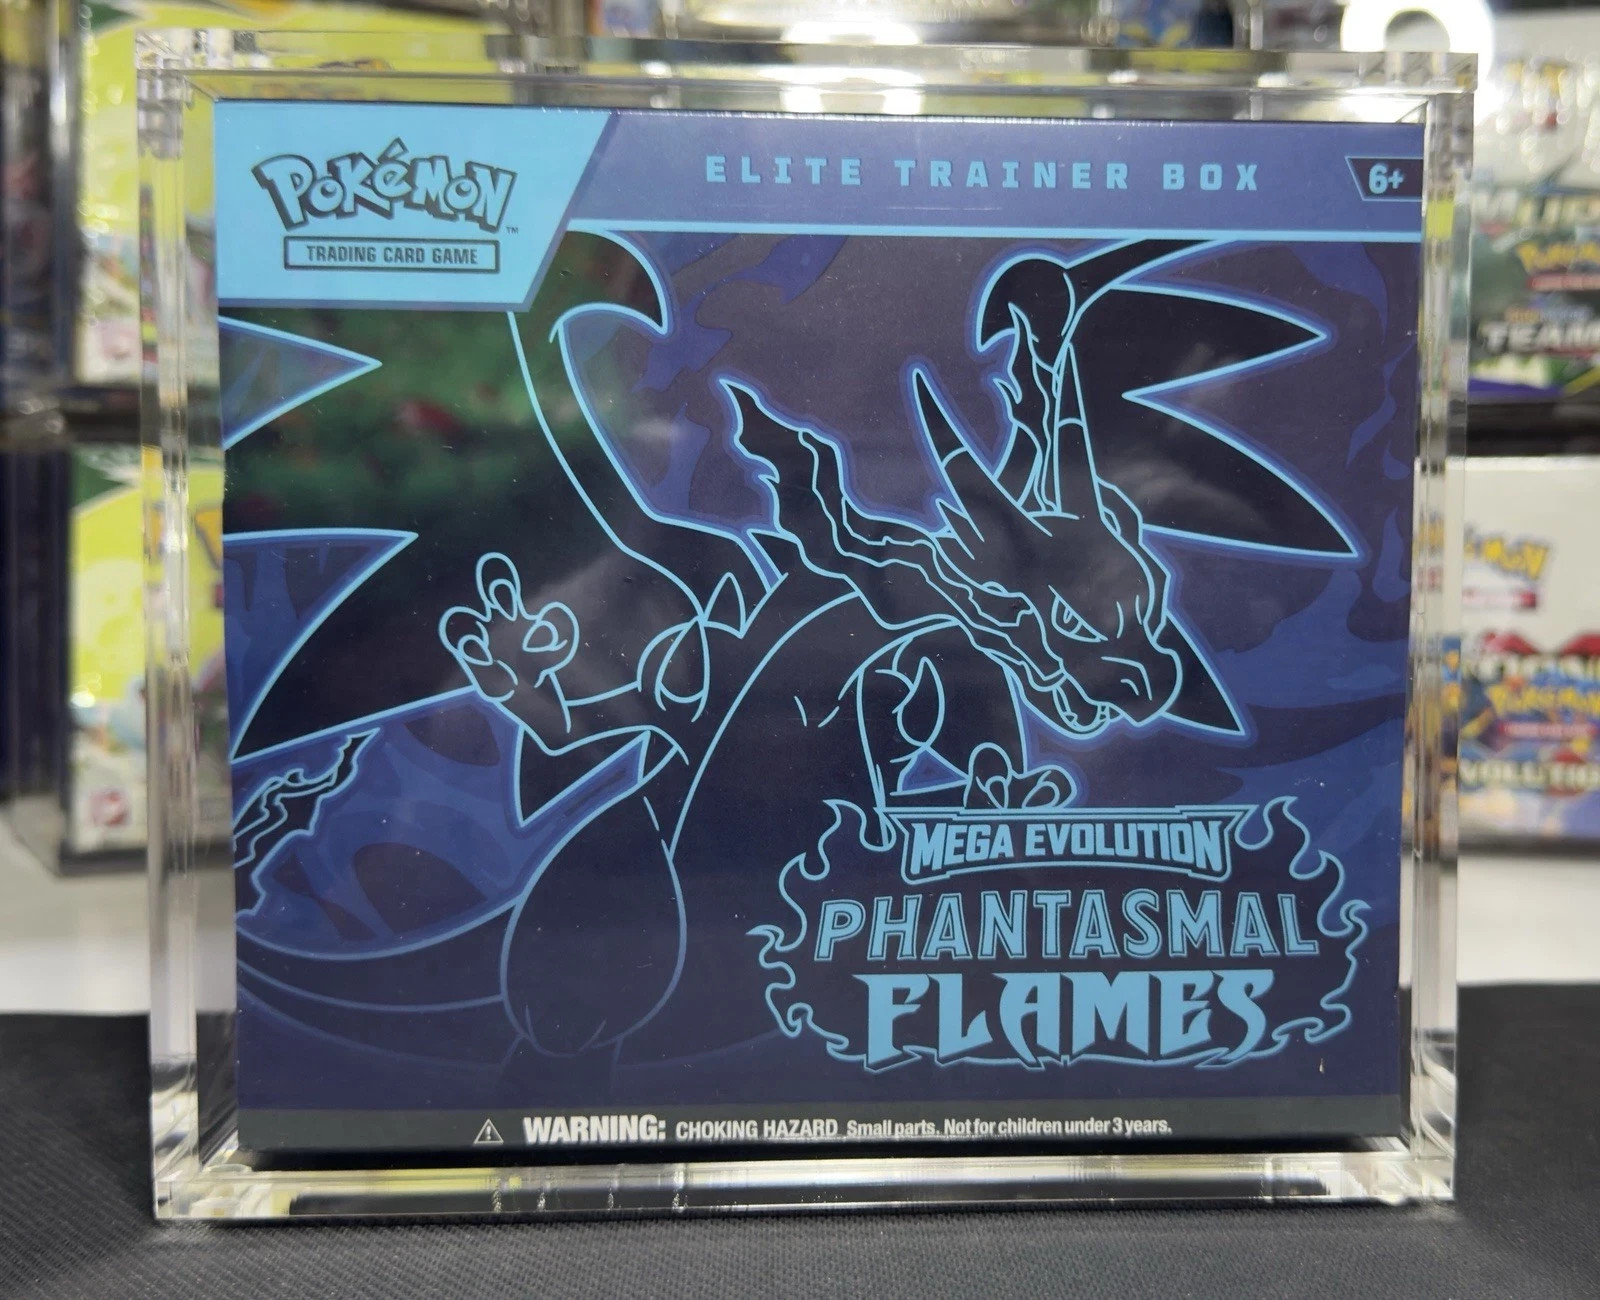 POKéMON™
TRADING CARD GAME
ELITE TRAINER BOX
6+
MEGA EVOLUTION
PHANTASMAL
FLAMES
WARNING: CHOKING HAZARD Small parts. Not for children under 3 years.